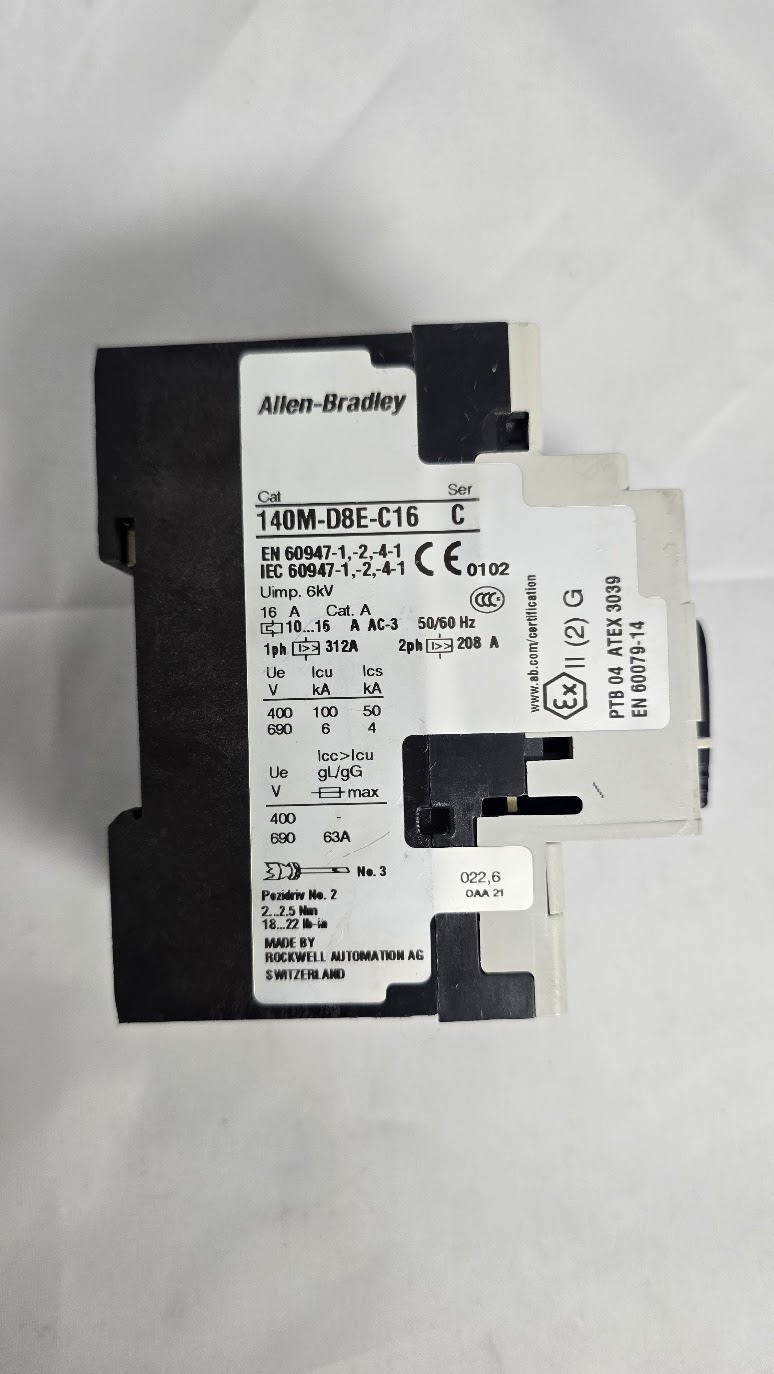 Allen-Bradley
Cat Ser
140M-D8E-C16 C
EN 60947-1,-2,-4-1
IEC 60947-1,-2,-4-1
CE 0102
Uimp. 6kV
CCC
16 A Cat. A
10...16 A AC-3 50/60 Hz
1ph I>> 312A 2ph I>> 208 A
Ue Icu Ics
V kA kA
400 100 50
690 6 4
Icc>Icu
Ue gL/gG
V max
400 -
690 63A
No. 3
Pozidriv No. 2
2...2.5 Nm
18...22 lb-in
MADE BY
ROCKWELL AUTOMATION AG
SWITZERLAND
www.ab.com/certification
Ex II (2) G
PTB 04 ATEX 3039
EN 60079-14
022,6
OAA 21